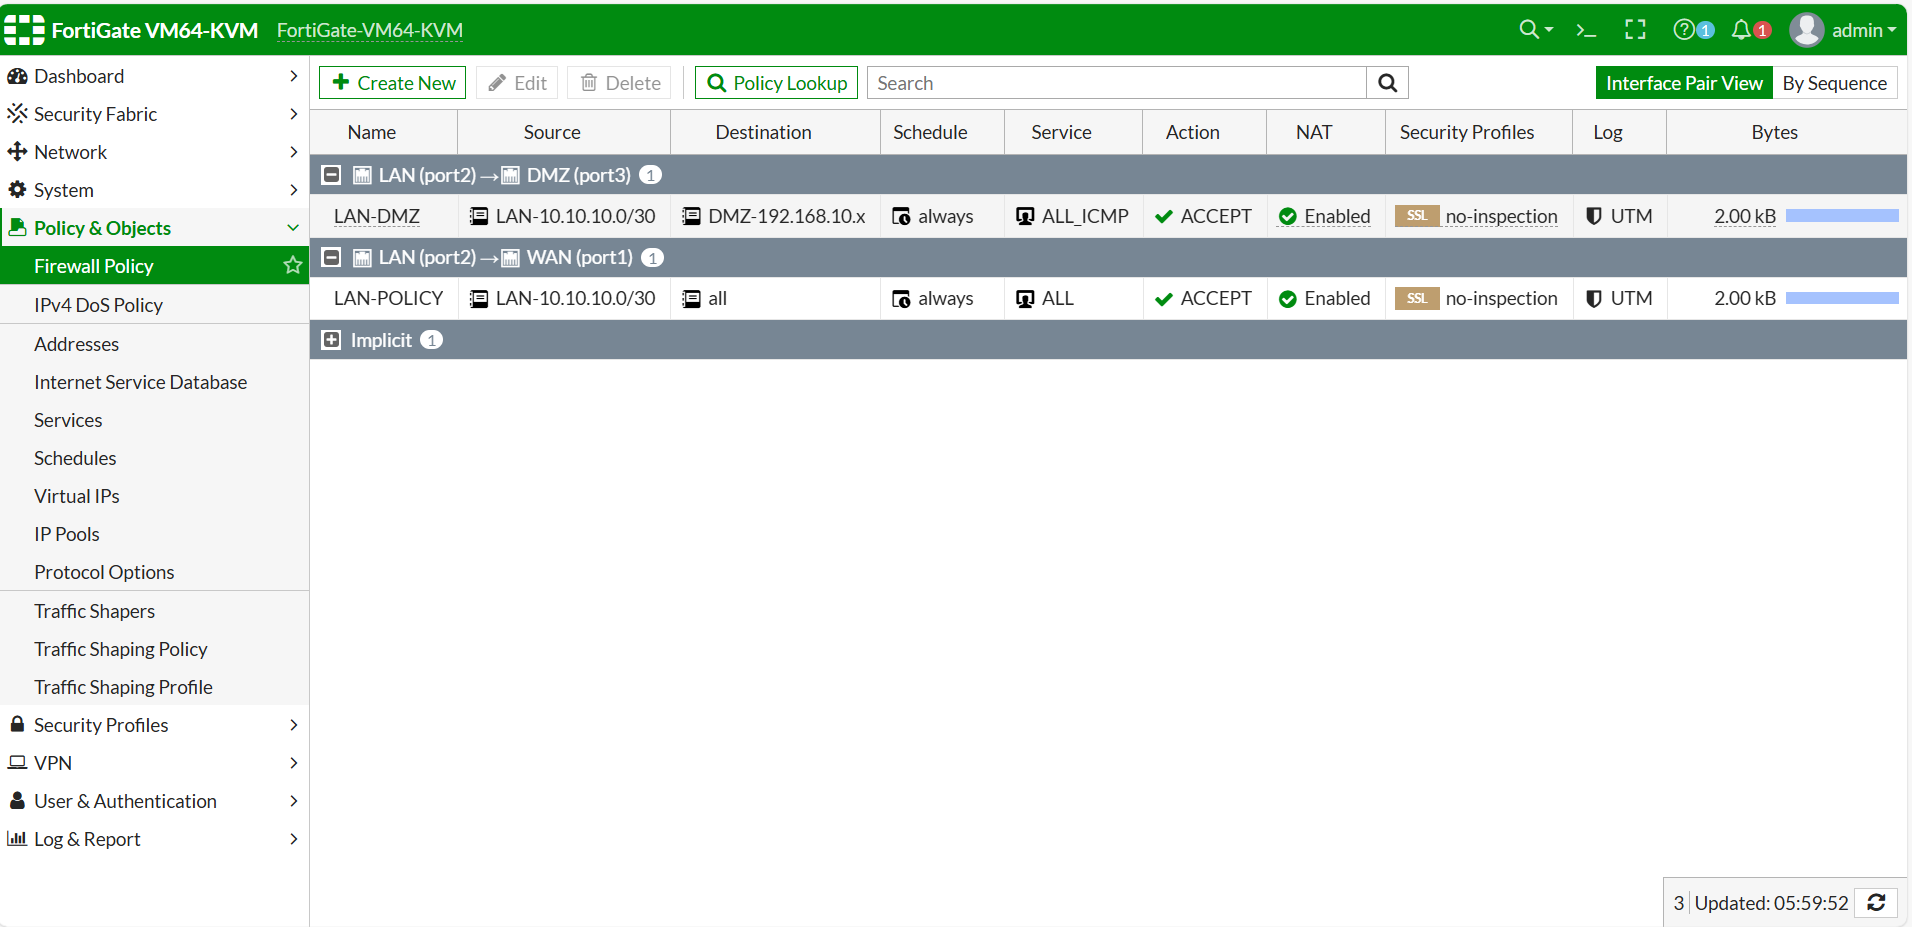 FortiGate VM64-KVM FortiGate-VM64-KVM 1 1 admin
Dashboard
Security Fabric
Network
System
Policy & Objects
Firewall Policy
IPv4 DoS Policy
Addresses
Internet Service Database
Services
Schedules
Virtual IPs
IP Pools
Protocol Options
Traffic Shapers
Traffic Shaping Policy
Traffic Shaping Profile
Security Profiles
VPN
User & Authentication
Log & Report
Create New Edit Delete Policy Lookup Search Interface Pair View By Sequence
Name Source Destination Schedule Service Action NAT Security Profiles Log Bytes
LAN (port2) → DMZ (port3) 1
LAN-DMZ LAN-10.10.10.0/30 DMZ-192.168.10.x always ALL_ICMP ACCEPT Enabled SSL no-inspection UTM 2.00 kB
LAN (port2) → WAN (port1) 1
LAN-POLICY LAN-10.10.10.0/30 all always ALL ACCEPT Enabled SSL no-inspection UTM 2.00 kB
Implicit 1
3 Updated: 05:59:52